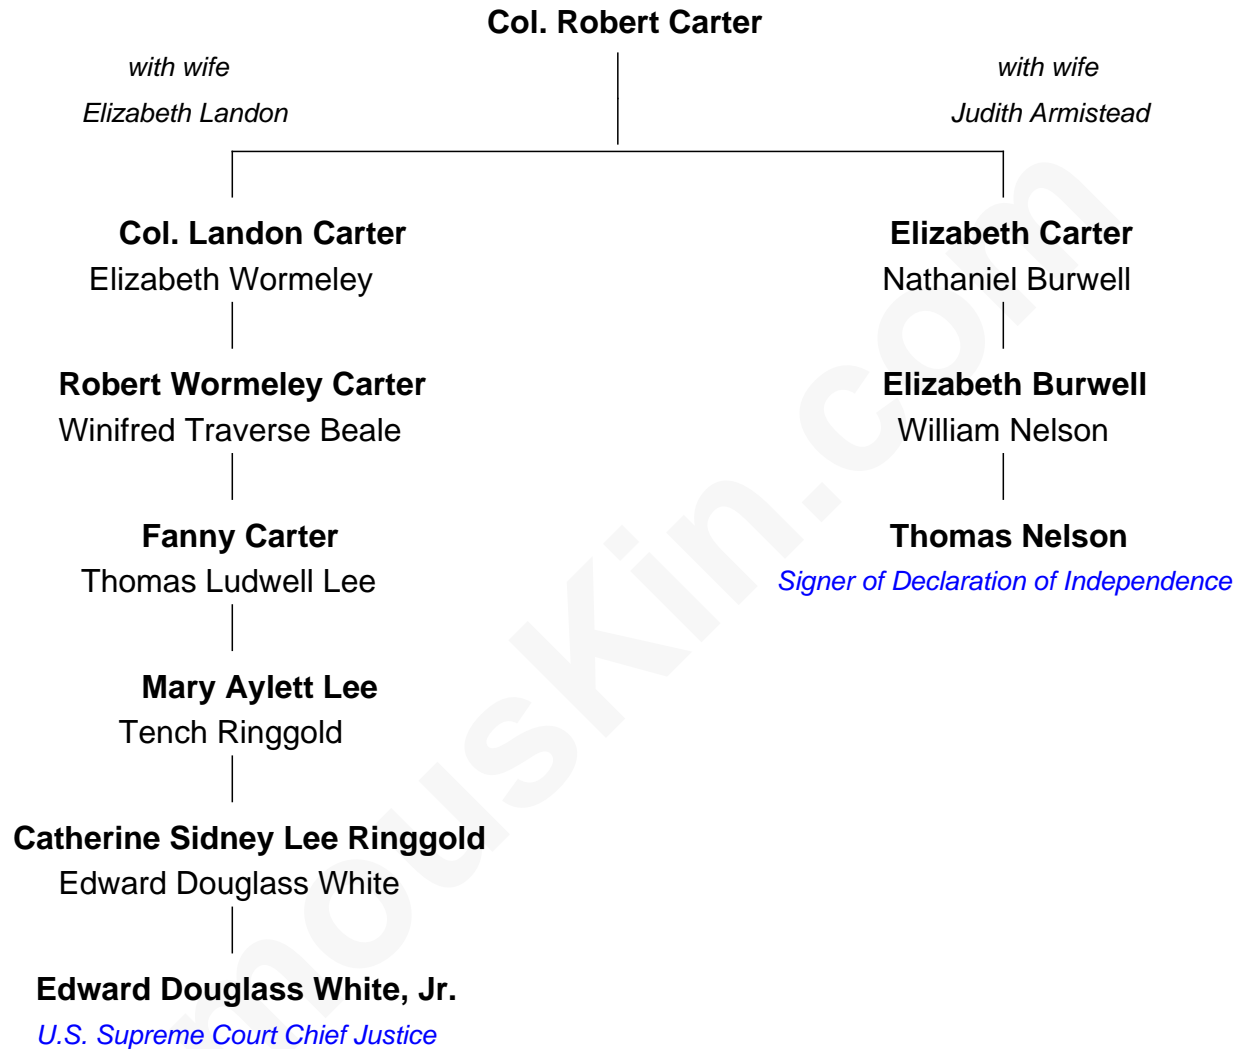 Col. Robert Carter
with wife
Elizabeth Landon
with wife
Judith Armistead
Col. Landon Carter
Elizabeth Wormeley
Elizabeth Carter
Nathaniel Burwell
Robert Wormeley Carter
Winifred Traverse Beale
Elizabeth Burwell
William Nelson
Fanny Carter
Thomas Ludwell Lee
Thomas Nelson
Signer of Declaration of Independence
Mary Aylett Lee
Tench Ringgold
Catherine Sidney Lee Ringgold
Edward Douglass White
Edward Douglass White, Jr.
U.S. Supreme Court Chief Justice
mousKin.com